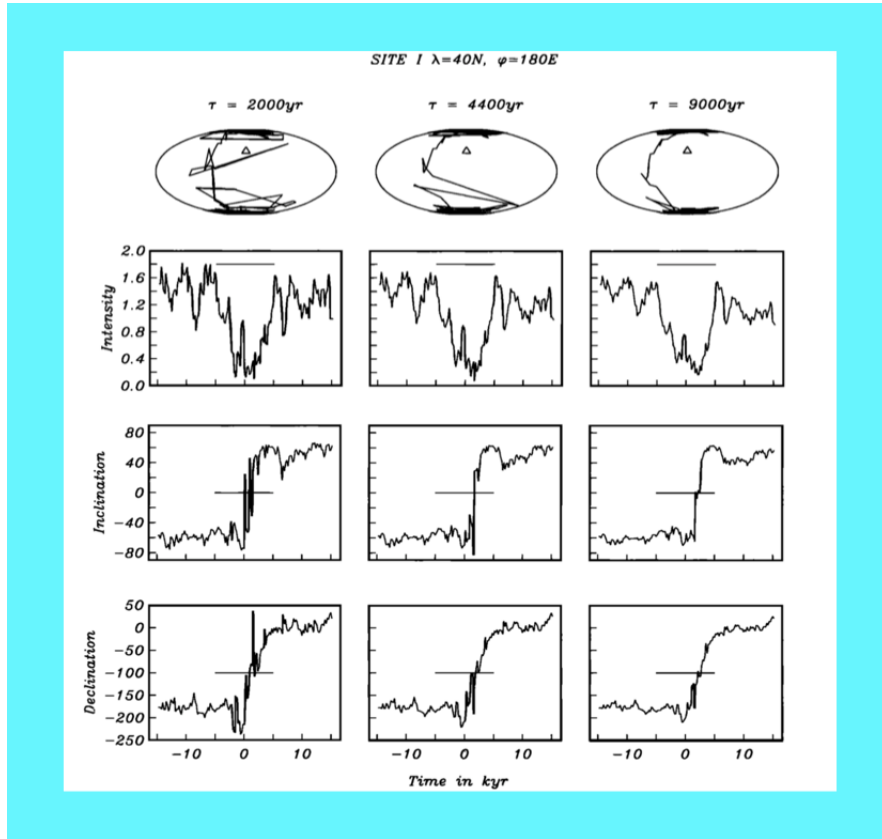 SITE I λ=40N, φ=180E
τ = 2000yr τ = 4400yr τ = 9000yr
Intensity
2.0
1.6
1.2
0.8
0.4
0.0
Inclination
80
40
0
−40
−80
Declination
50
0
−50
−100
−150
−200
−250
−10 0 10 −10 0 10 −10 0 10
Time in kyr